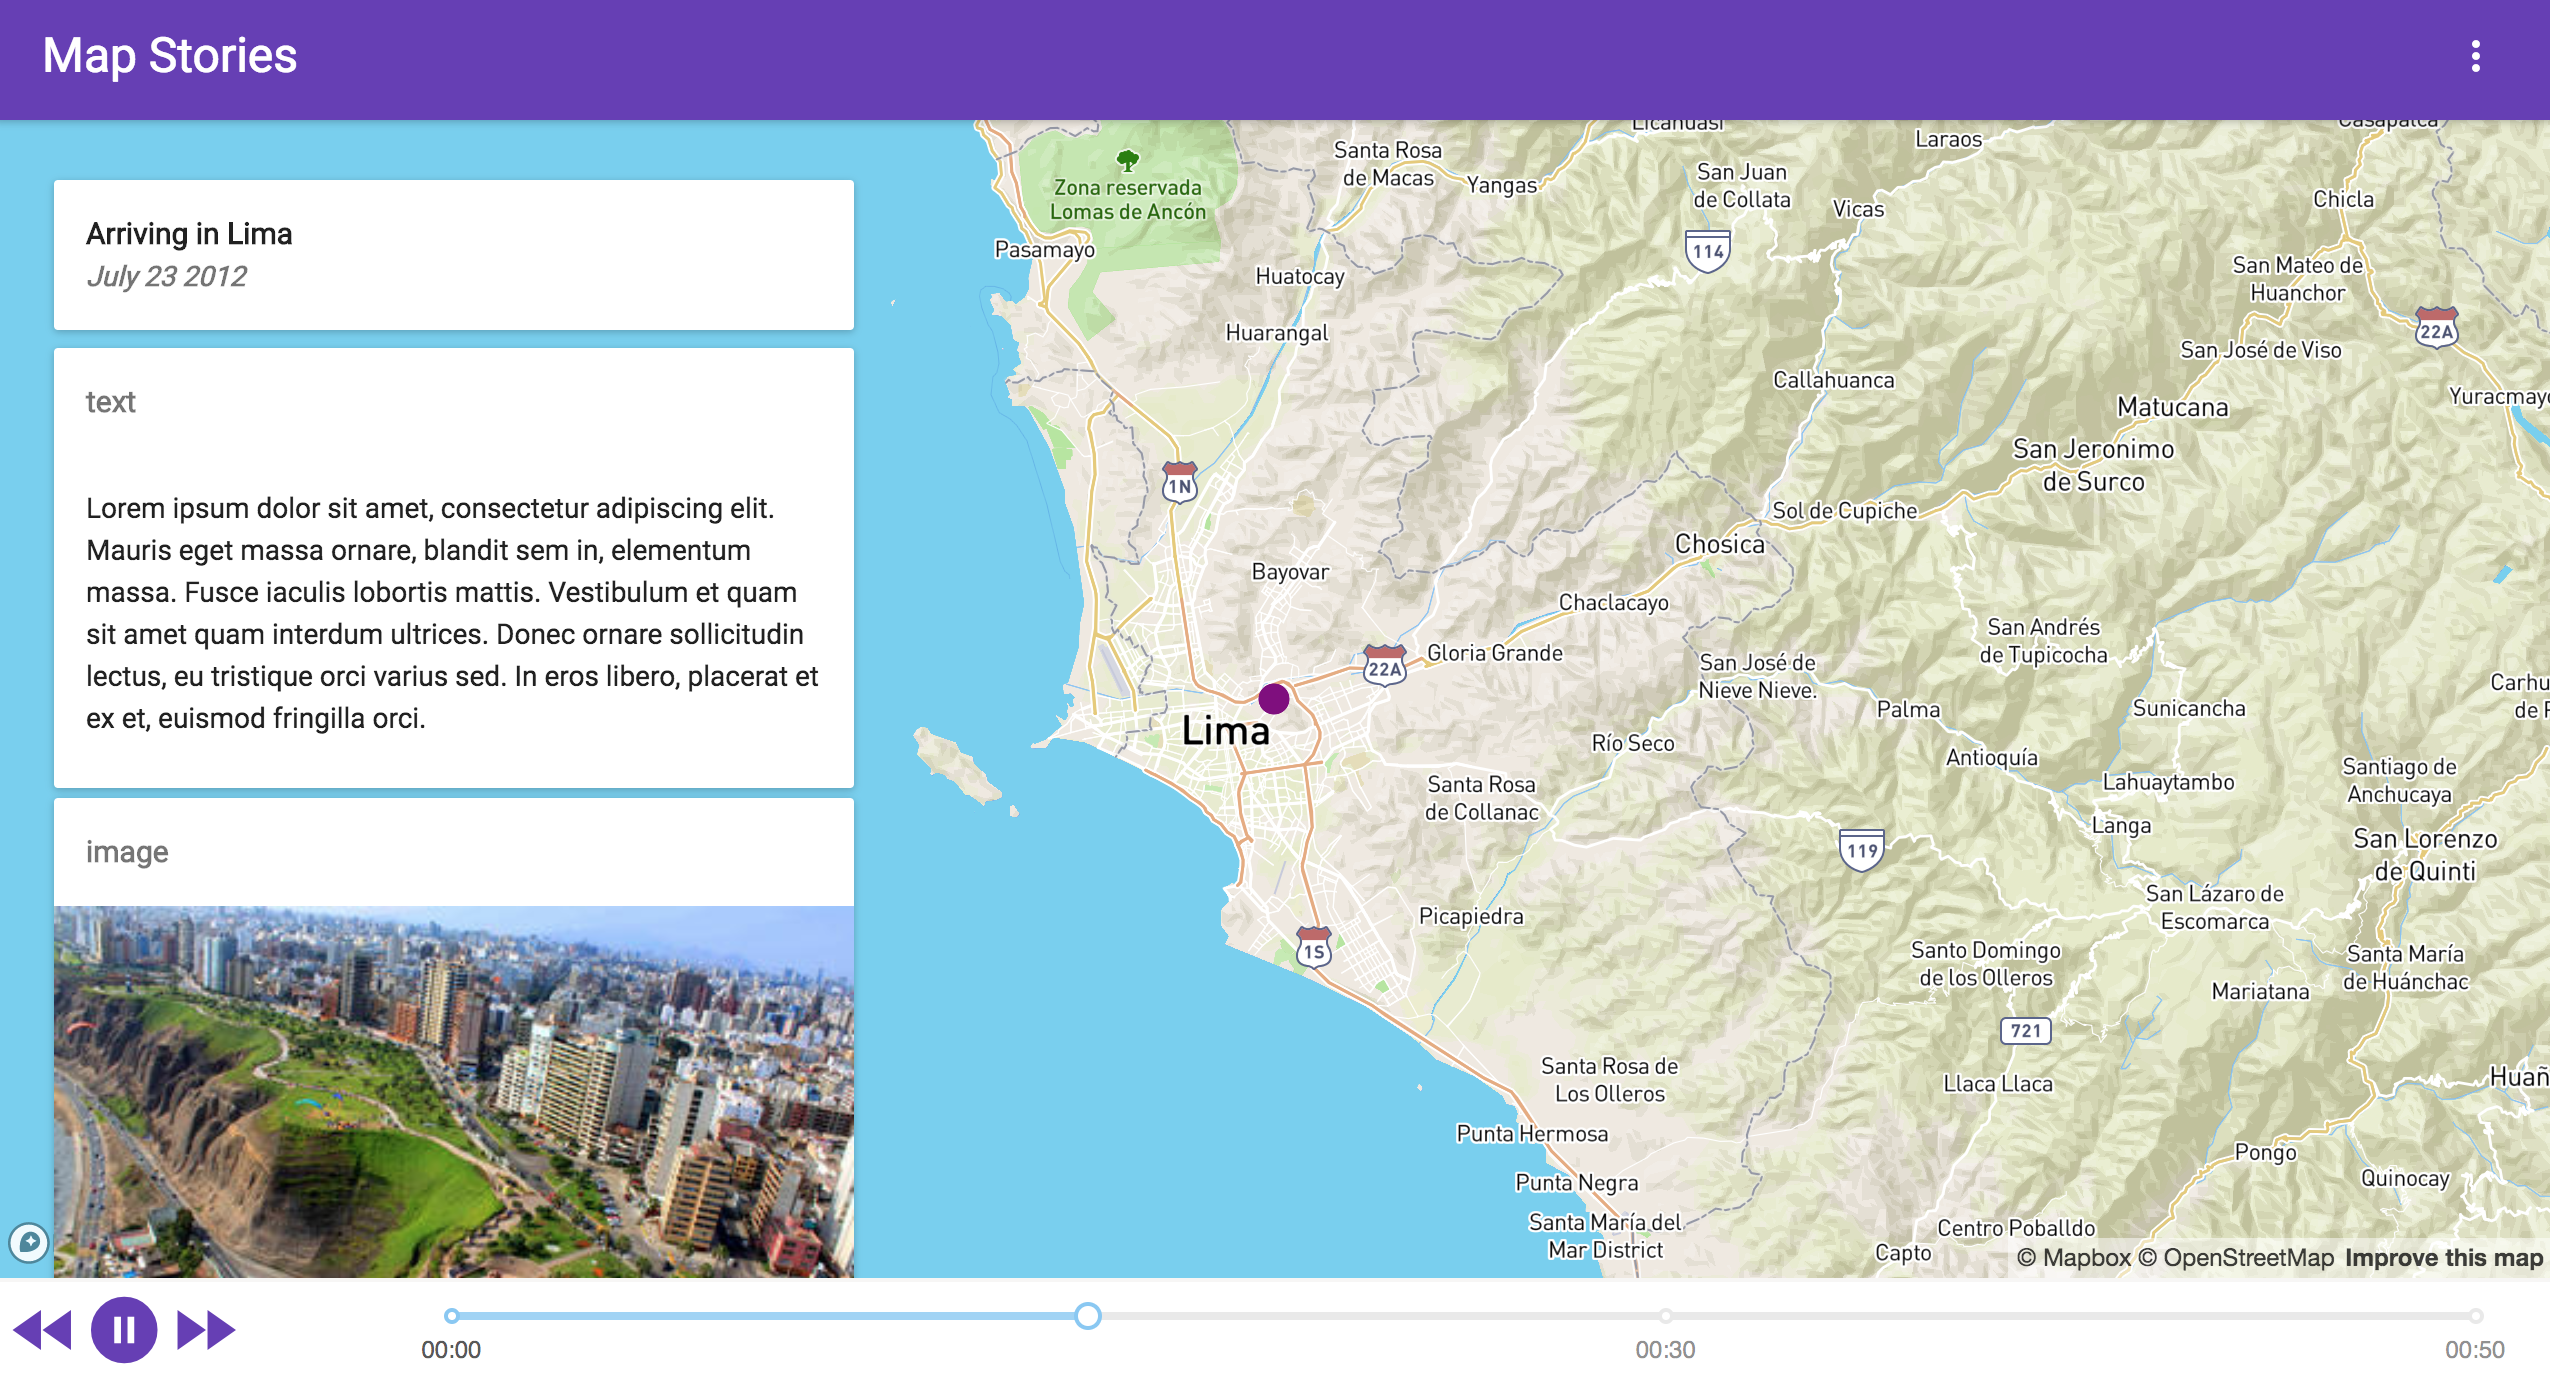 Map Stories
Arriving in Lima
July 23 2012
text
Lorem ipsum dolor sit amet, consectetur adipiscing elit.
Mauris eget massa ornare, blandit sem in, elementum
massa. Fusce iaculis lobortis mattis. Vestibulum et quam
sit amet quam interdum ultrices. Donec ornare sollicitudin
lectus, eu tristique orci varius sed. In eros libero, placerat et
ex et, euismod fringilla orci.
image
Licahuasi
Casapalca
Laraos
Santa Rosa
de Macas
Yangas
San Juan
de Collata
Vicas
Chicla
Zona reservada
Lomas de Ancón
Pasamayo
114
Huatocay
San Mateo de
Huanchor
Huarangal
22A
San José de Viso
Callahuanca
Yuracmayo
Matucana
San Jeronimo
de Surco
1N
Sol de Cupiche
Chosica
Bayovar
Chaclacayo
San Andrés
de Tupicocha
Gloria Grande
22A
San José de
Nieve Nieve.
Carhu
de P
Palma
Sunicancha
Lima
Río Seco
Antioquía
Santa Rosa
de Collanac
Lahuaytambo
Santiago de
Anchucaya
Langa
San Lorenzo
de Quinti
119
San Lázaro de
Escomarca
Picapiedra
1S
Santo Domingo
de los Olleros
Santa María
de Huánchac
Mariatana
721
Santa Rosa de
Los Olleros
Llaca Llaca
Huañ
Punta Hermosa
Pongo
Punta Negra
Quinocay
Santa María del
Mar District
Centro Poballdo
Capto
© Mapbox © OpenStreetMap Improve this map
00:00
00:30
00:50